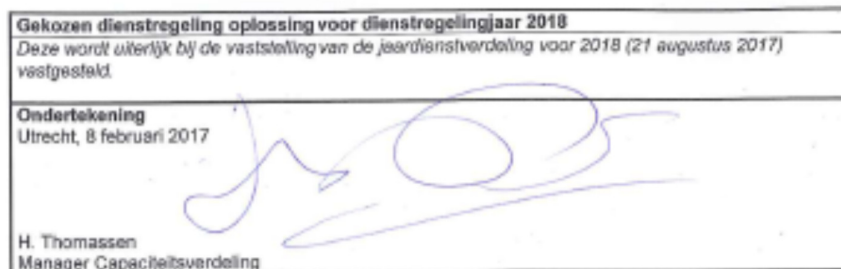 Gekozen dienstregeling oplossing voor dienstregelingjaar 2018
Deze wordt uiterlijk bij de vaststelling van de jaardienstverdeling voor 2018 (21 augustus 2017)
vastgesteld.
Ondertekening
Utrecht, 8 februari 2017
H. Thomassen
Manager Capaciteitsverdeling